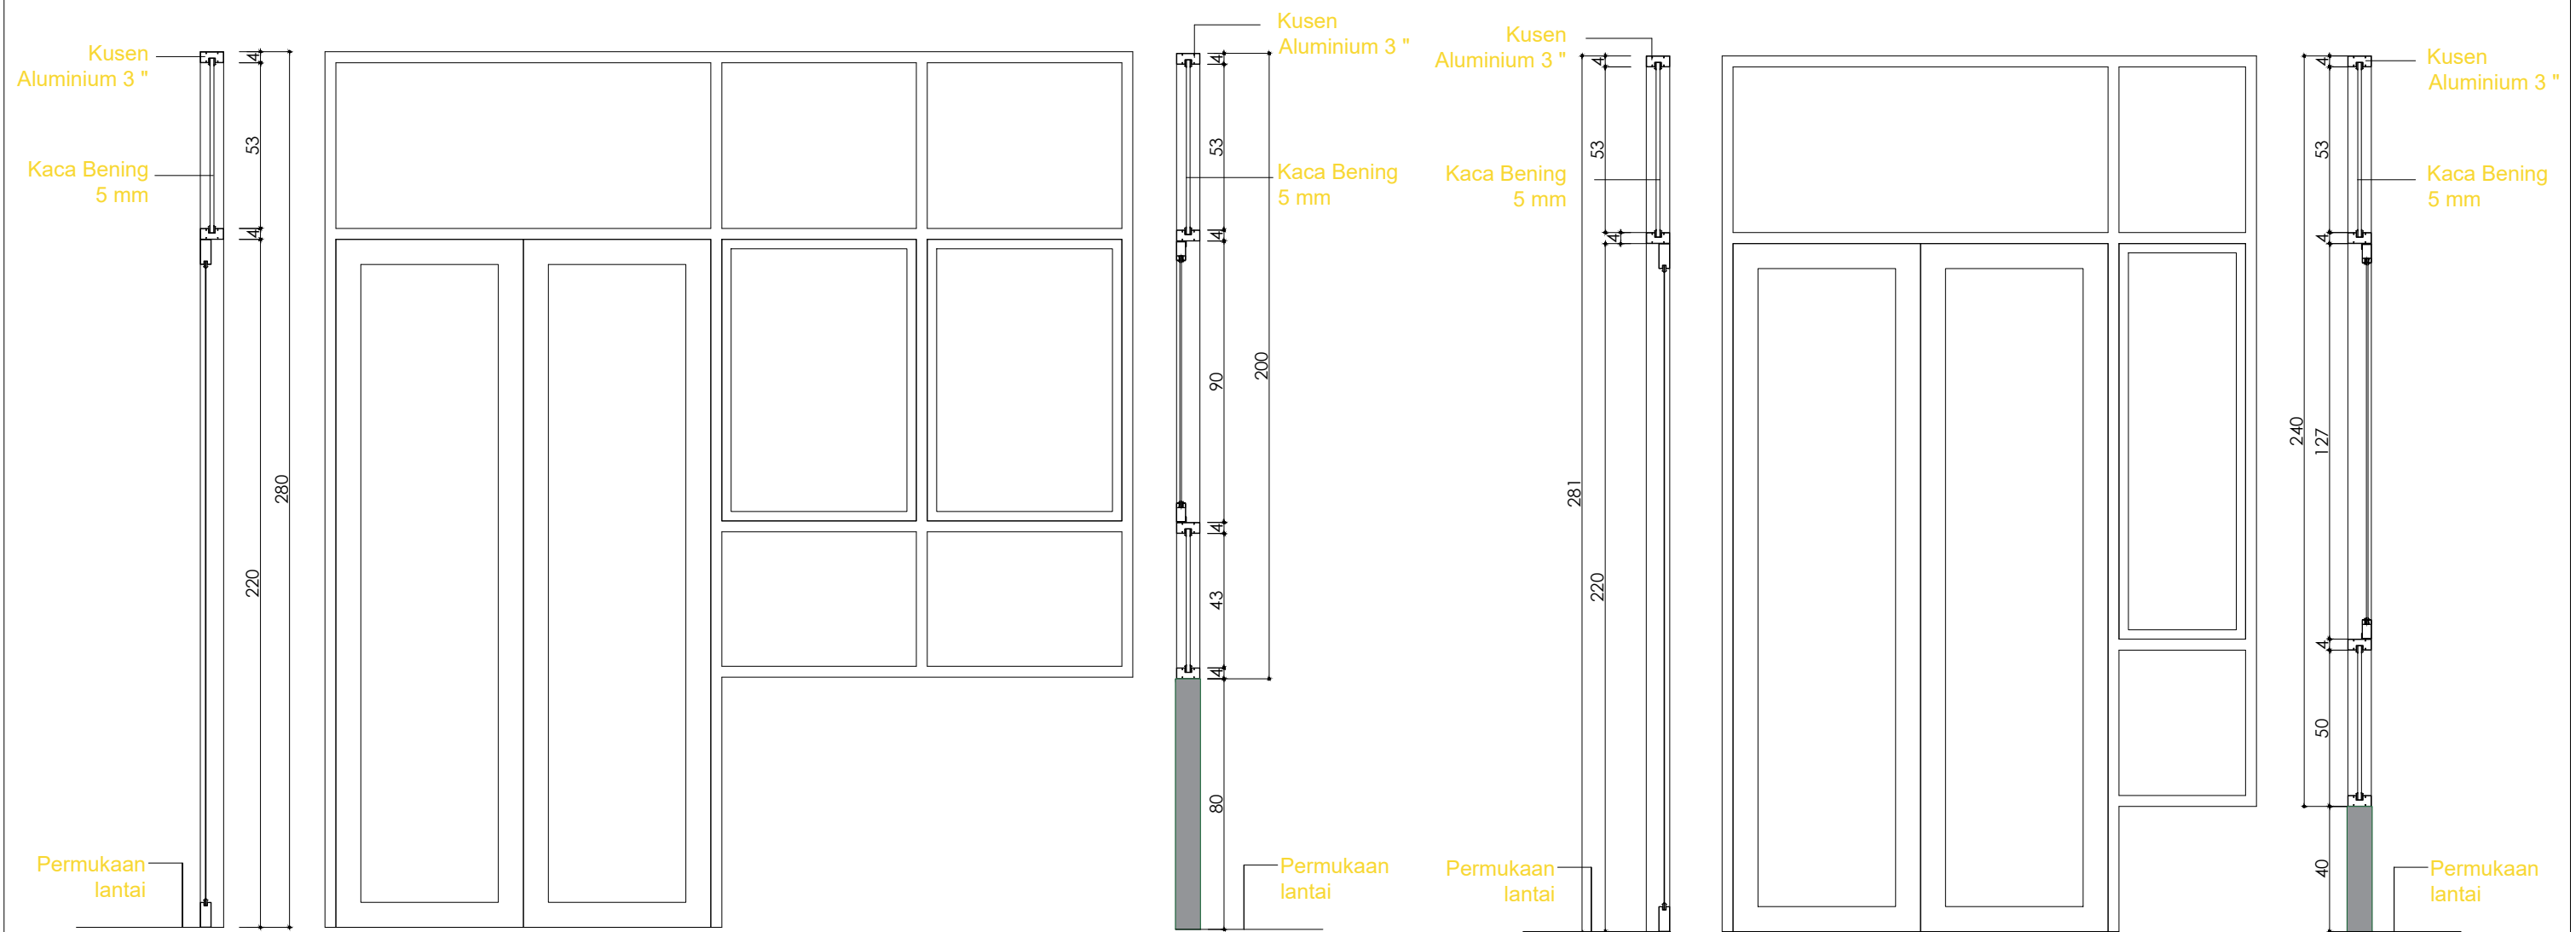 Kusen
Aluminium 3 "
Kaca Bening
5 mm
Permukaan
lantai
4
53
4
220
280
Kusen
Aluminium 3 "
Kaca Bening
5 mm
Permukaan
lantai
4
53
4
90
4
43
4
80
200
Kusen
Aluminium 3 "
Kaca Bening
5 mm
Permukaan
lantai
4
53
4
220
281
Kusen
Aluminium 3 "
Kaca Bening
5 mm
Permukaan
lantai
4
53
4
127
4
50
40
240